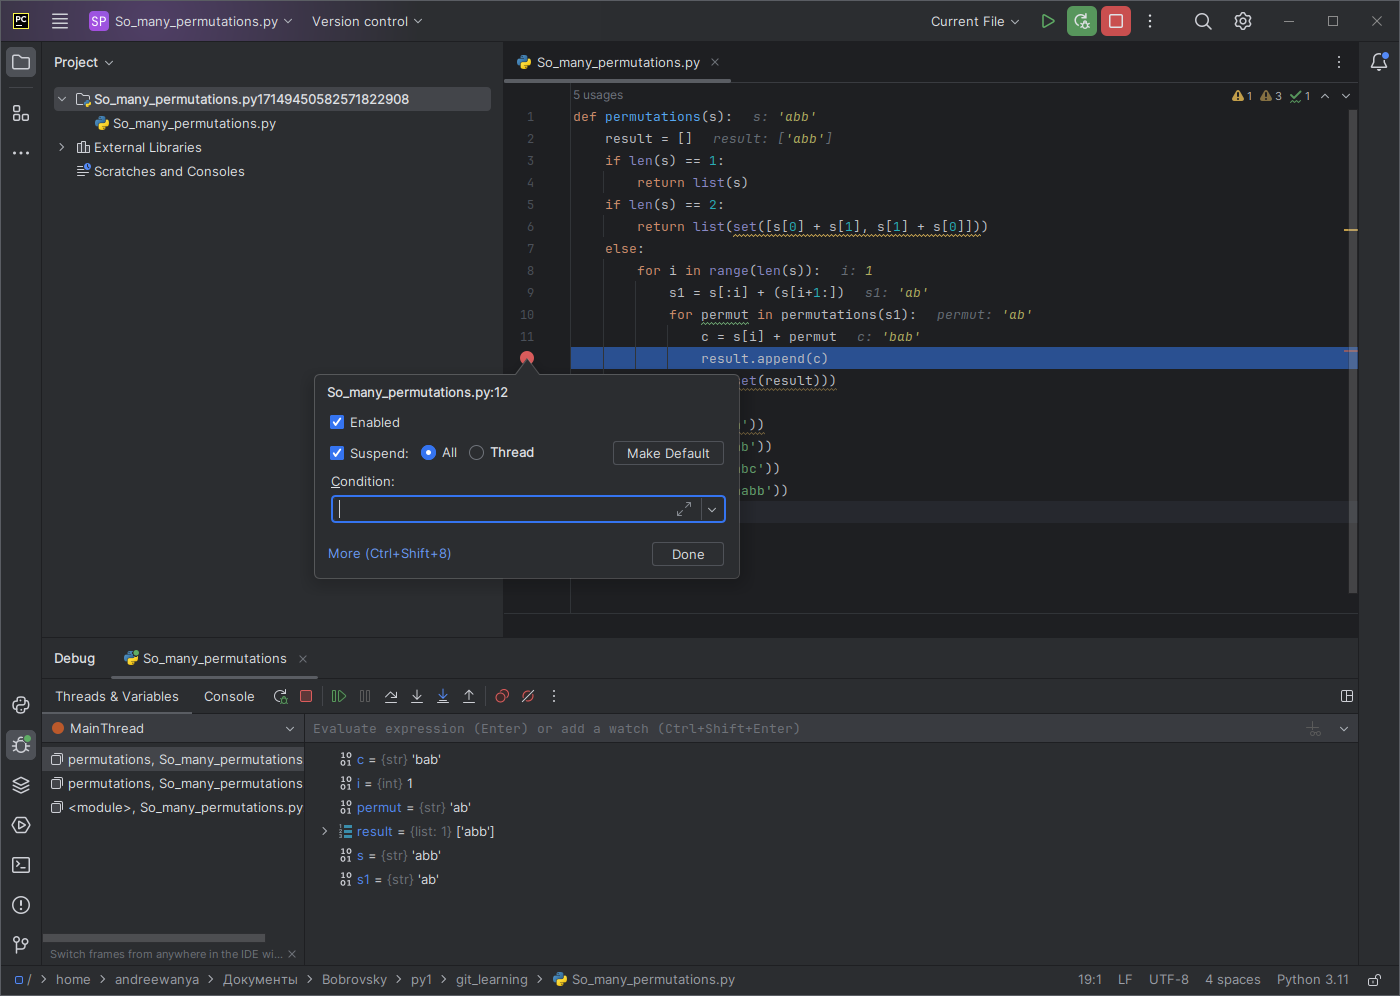 PC SP So_many_permutations.py Version control Current File
Project
So_many_permutations.py17149450582571822908
So_many_permutations.py
External Libraries
Scratches and Consoles
So_many_permutations.py
5 usages 1 3 1
1 def permutations(s): s: 'abb'
2 result = [] result: ['abb']
3 if len(s) == 1:
4 return list(s)
5 if len(s) == 2:
6 return list(set([s[0] + s[1], s[1] + s[0]]))
7 else:
8 for i in range(len(s)): i: 1
9 s1 = s[:i] + (s[i+1:]) s1: 'ab'
10 for permut in permutations(s1): permut: 'ab'
11 c = s[i] + permut c: 'bab'
result.append(c)
et(result)))
'))
b'))
bc'))
abb'))
So_many_permutations.py:12
Enabled
Suspend: All Thread Make Default
Condition:
More (Ctrl+Shift+8) Done
Debug So_many_permutations
Threads & Variables Console
MainThread
Evaluate expression (Enter) or add a watch (Ctrl+Shift+Enter)
permutations, So_many_permutations
permutations, So_many_permutations
<module>, So_many_permutations.py
c = {str} 'bab'
i = {int} 1
permut = {str} 'ab'
result = {list: 1} ['abb']
s = {str} 'abb'
s1 = {str} 'ab'
Switch frames from anywhere in the IDE wi...
/ > home > andreewanya > Документы > Bobrovsky > py1 > git_learning > So_many_permutations.py 19:1 LF UTF-8 4 spaces Python 3.11